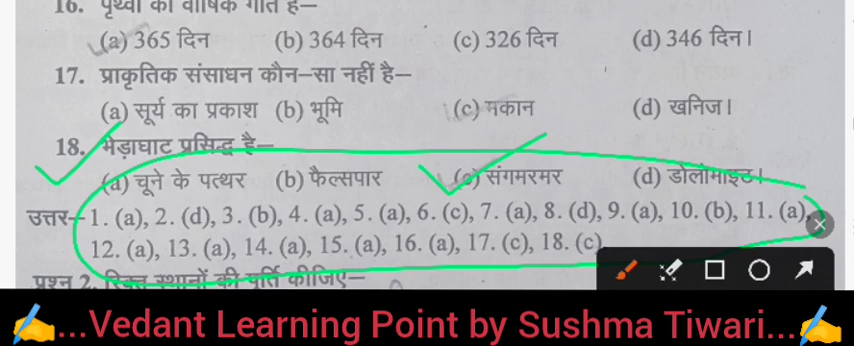 16. पृथ्वी की वार्षिक गति है—
(a) 365 दिन (b) 364 दिन (c) 326 दिन (d) 346 दिन।
17. प्राकृतिक संसाधन कौन-सा नहीं है—
(a) सूर्य का प्रकाश (b) भूमि (c) मकान (d) खनिज।
18. भेड़ाघाट प्रसिद्ध है—
(a) चूने के पत्थर (b) फैल्सपार (c) संगमरमर (d) डोलोमाइट।
उत्तर– 1. (a), 2. (d), 3. (b), 4. (a), 5. (a), 6. (c), 7. (a), 8. (d), 9. (a), 10. (b), 11. (a),
12. (a), 13. (a), 14. (a), 15. (a), 16. (a), 17. (c), 18. (c)
प्रश्न 2. रिक्त स्थानों की पूर्ति कीजिए—
✍️...Vedant Learning Point by Sushma Tiwari...✍️